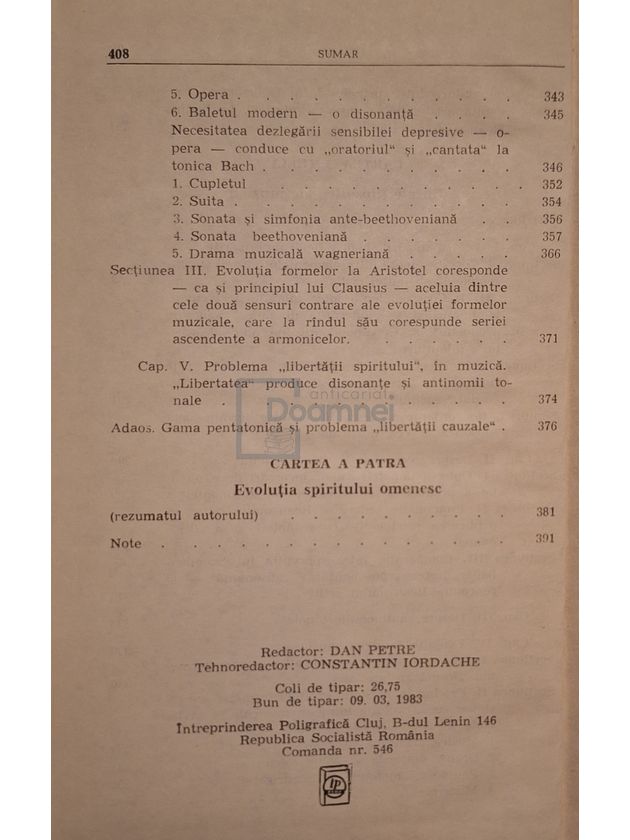 408 SUMAR
5. Opera . . . . . . . . . . . . 343
6. Baletul modern — o disonanță . . . . 345
Necesitatea dezlegării sensibilei depresive — o-
pera — conduce cu „oratoriul“ și „cantata“ la
tonica Bach . . . . . . . . . . . 346
1. Cupletul . . . . . . . . . . . 352
2. Suita . . . . . . . . . . . . 354
3. Sonata și simfonia ante-beethoveniană . . 356
4. Sonata beethoveniană . . . . . . . 357
5. Drama muzicală wagneriană . . . . . 366
Secțiunea III. Evoluția formelor la Aristotel coresponde
— ca și principiul lui Clausius — aceluia dintre
cele două sensuri contrare ale evoluției formelor
muzicale, care la rîndul său corespunde seriei
ascendente a armonicelor. . . . . . . 371
Cap. V. Problema „libertății spiritului“, în muzică.
„Libertatea“ produce disonanțe și antinomii to-
nale . . . . . . . . . . . . . 374
antichariat
Doamnei
Adaos. Gama pentatonică și problema „libertății cauzale“ . 376
CARTEA A PATRA
Evoluția spiritului omenesc
(rezumatul autorului) . . . . . . . . . . 381
Note . . . . . . . . . . . . . . . 391
Redactor: DAN PETRE
Tehnoredactor: CONSTANTIN IORDACHE
Coli de tipar: 26,75
Bun de tipar: 09. 03, 1983
Întreprinderea Poligrafică Cluj, B-dul Lenin 146
Republica Socialistă România
Comanda nr. 546
ip
CLUJ